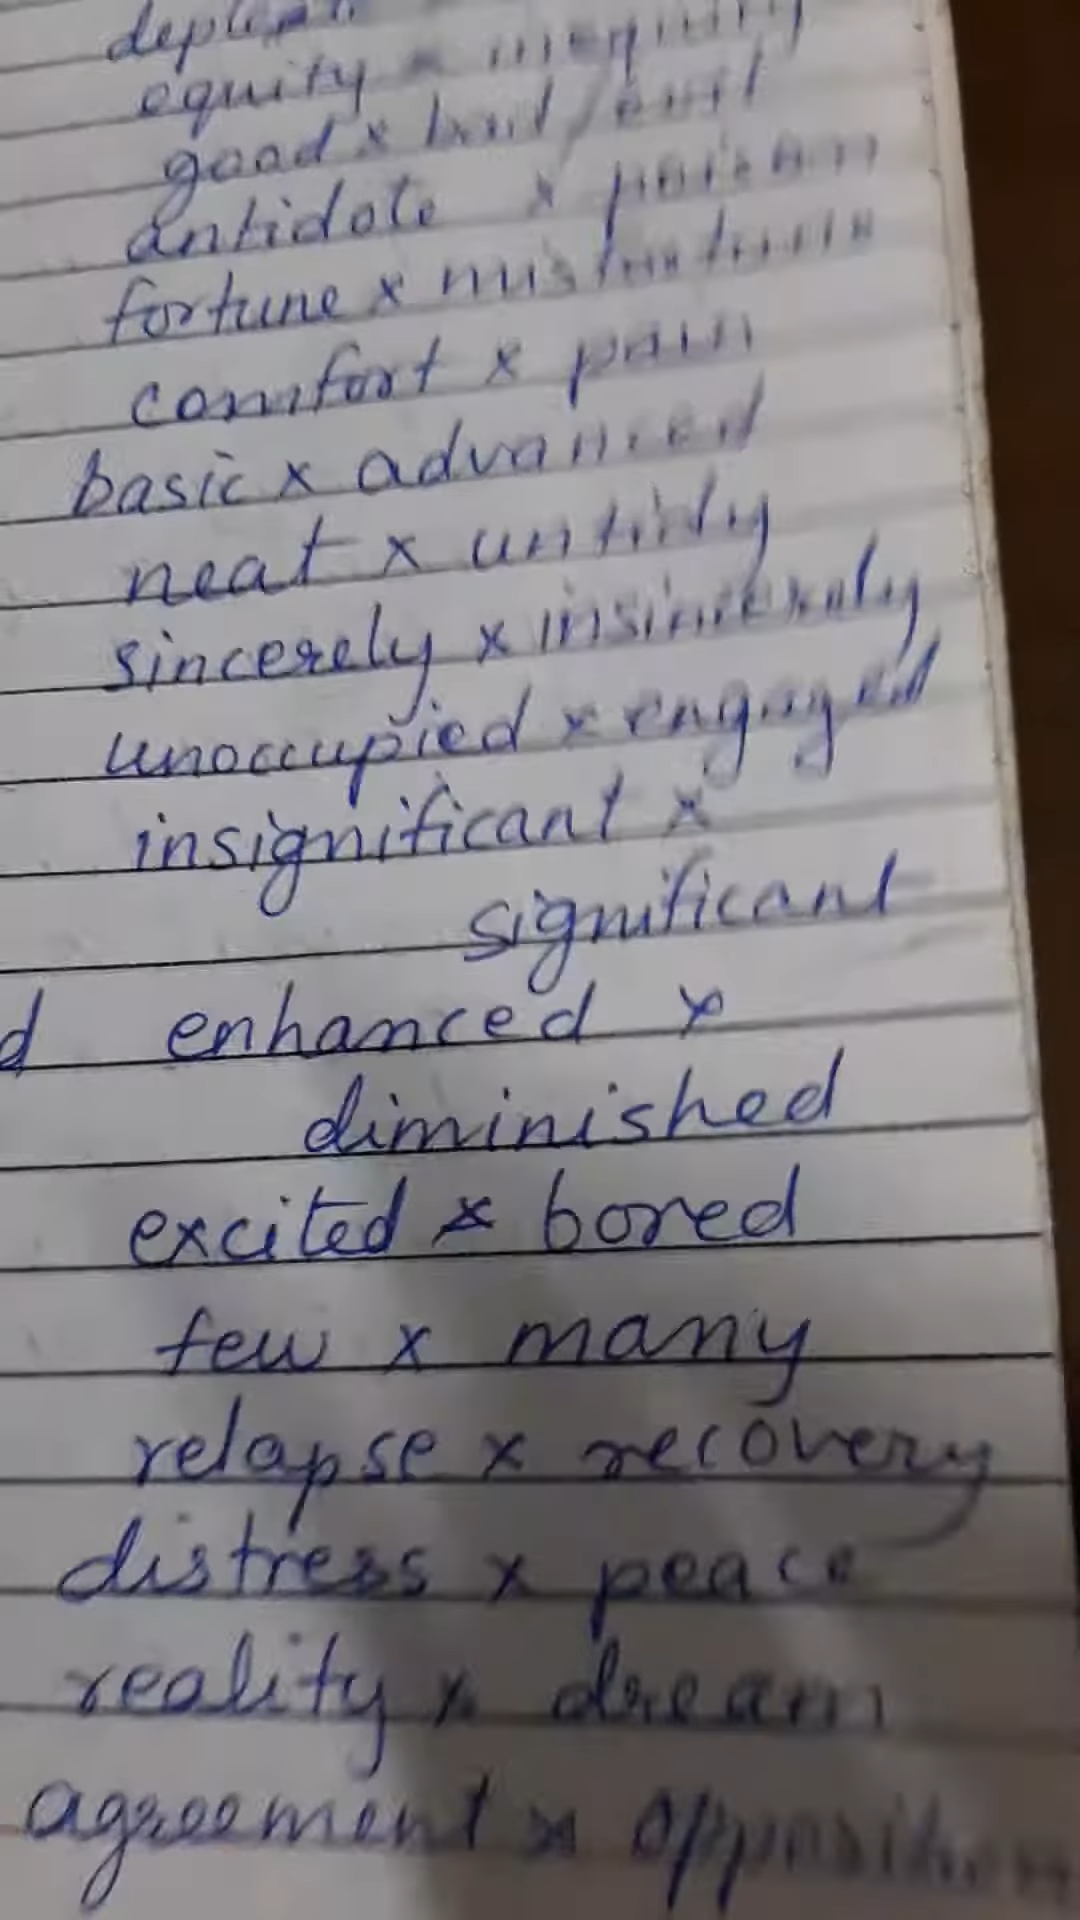 equity x inequity
good x bad/evil
antidote x poison
fortune x misfortune
comfort x pain
basic x advanced
neat x untidy
sincerely x insincerely
unoccupied x engaged
insignificant x
significant
d enhanced x
diminished
excited x bored
few x many
relapse x recovery
distress x peace
reality x dream
agreement x opposition